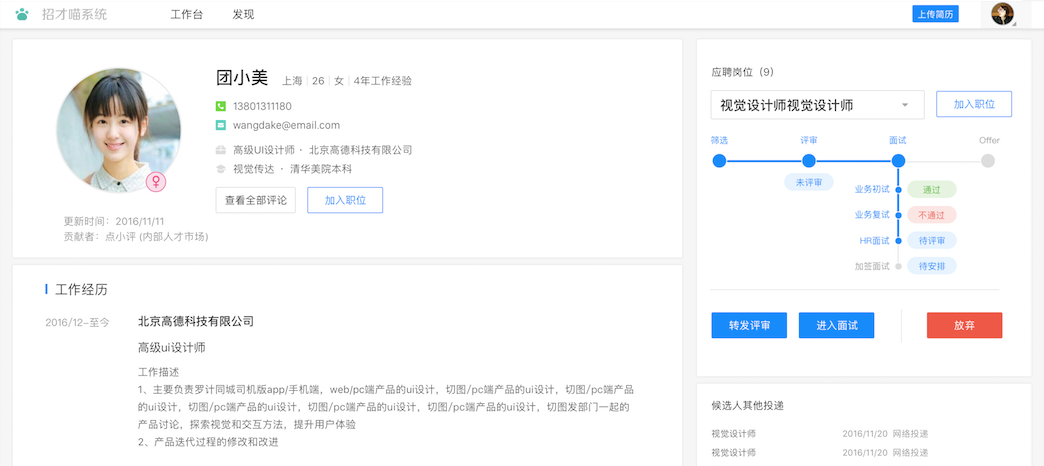 招才喵系统
工作台
发现
上传简历
团小美 上海 26 女 4年工作经验
13801311180
wangdake@email.com
高级UI设计师 · 北京高德科技有限公司
视觉传达 · 清华美院本科
查看全部评论
加入职位
更新时间：2016/11/11
贡献者：点小评 (内部人才市场)
工作经历
2016/12-至今
北京高德科技有限公司
高级ui设计师
工作描述
1、主要负责罗计同城司机版app/手机端，web/pc端产品的ui设计，切图/pc端产品的ui设计，切图/pc端产品
的ui设计，切图/pc端产品的ui设计，切图/pc端产品的ui设计，切图/pc端产品的ui设计，切图发部门一起的
产品讨论，探索视觉和交互方法，提升用户体验
2、产品迭代过程的修改和改进
应聘岗位（9）
视觉设计师视觉设计师
加入职位
筛选
评审
面试
Offer
未评审
业务初试 通过
业务复试 不通过
HR面试 待评审
加签面试 待安排
转发评审
进入面试
放弃
候选人其他投递
视觉设计师 2016/11/20 网络投递
视觉设计师 2016/11/20 网络投递